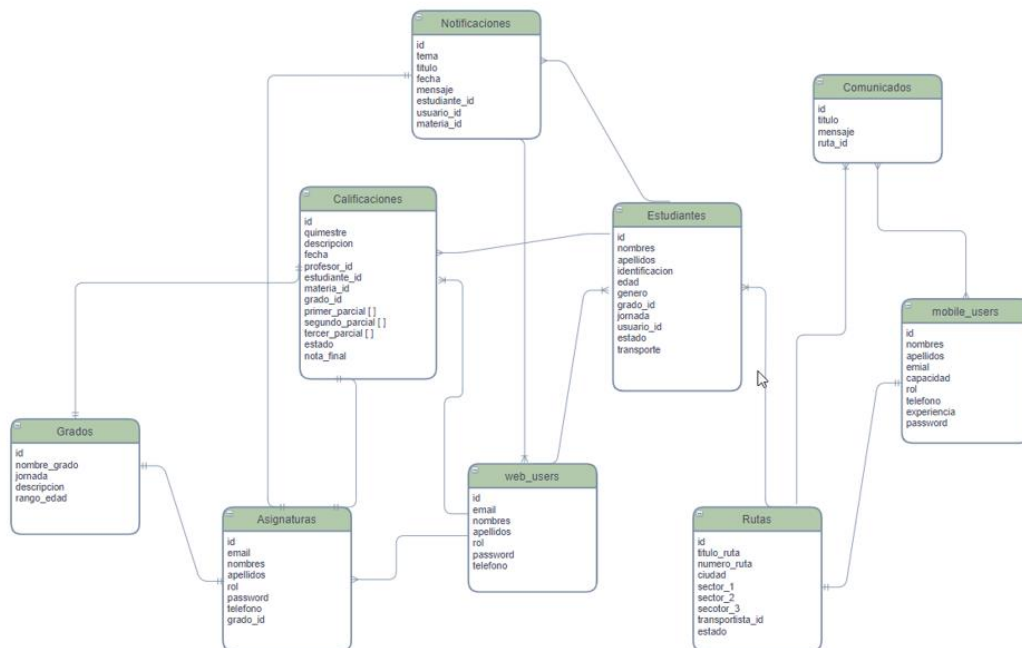 Notificaciones
id
tema
titulo
fecha
mensaje
estudiante_id
usuario_id
materia_id
Comunicados
id
titulo
mensaje
ruta_id
Calificaciones
id
quimestre
descripcion
fecha
profesor_id
estudiante_id
materia_id
grado_id
primer_parcial [ ]
segundo_parcial [ ]
tercer_parcial [ ]
estado
nota_final
Estudiantes
id
nombres
apellidos
identificacion
edad
genero
grado_id
jornada
usuario_id
estado
transporte
mobile_users
id
nombres
apellidos
emial
capacidad
rol
telefono
experiencia
password
Grados
id
nombre_grado
jornada
descripcion
rango_edad
web_users
id
email
nombres
apellidos
rol
password
telefono
Asignaturas
id
email
nombres
apellidos
rol
password
telefono
grado_id
Rutas
id
titulo_ruta
numero_ruta
ciudad
sector_1
sector_2
secotor_3
transportista_id
estado